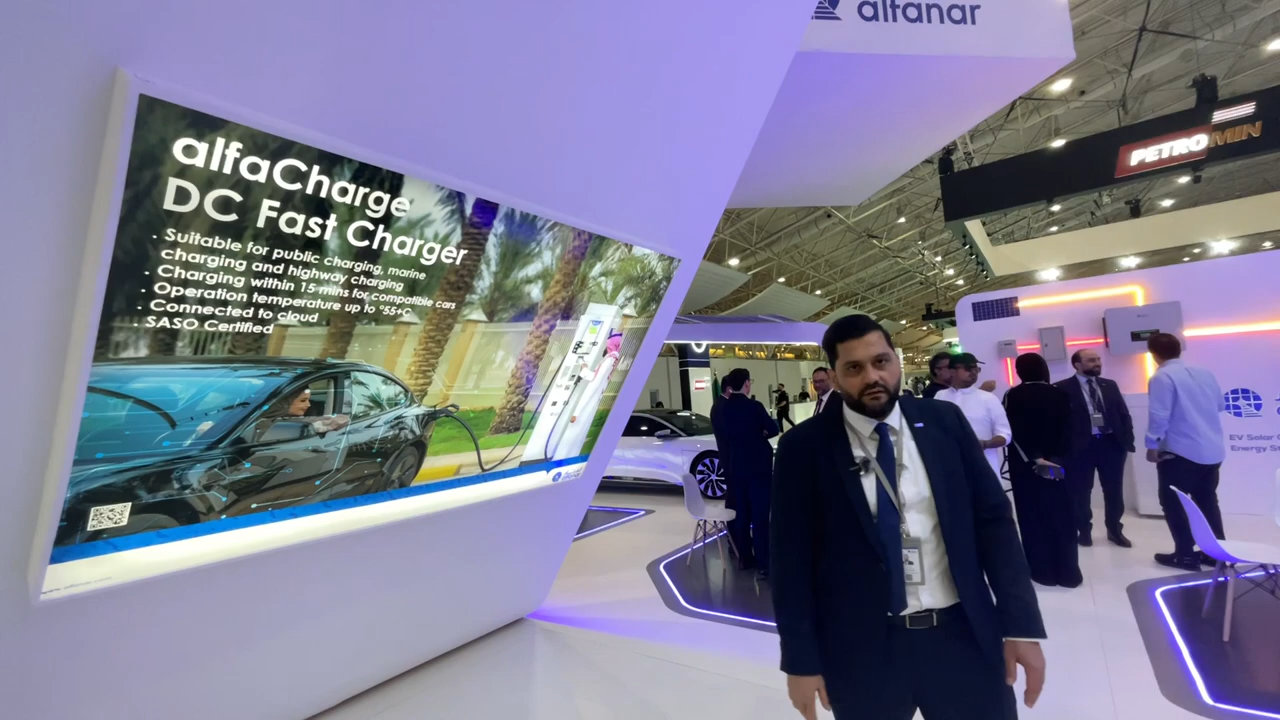 alfanar
PETROMIN
alfaCharge
DC Fast Charger
· Suitable for public charging, marine
charging and highway charging
· Charging within 15 mins for compatible cars
· Operation temperature up to °55+C
· Connected to cloud
· SASO Certified
EV Solar
Energy